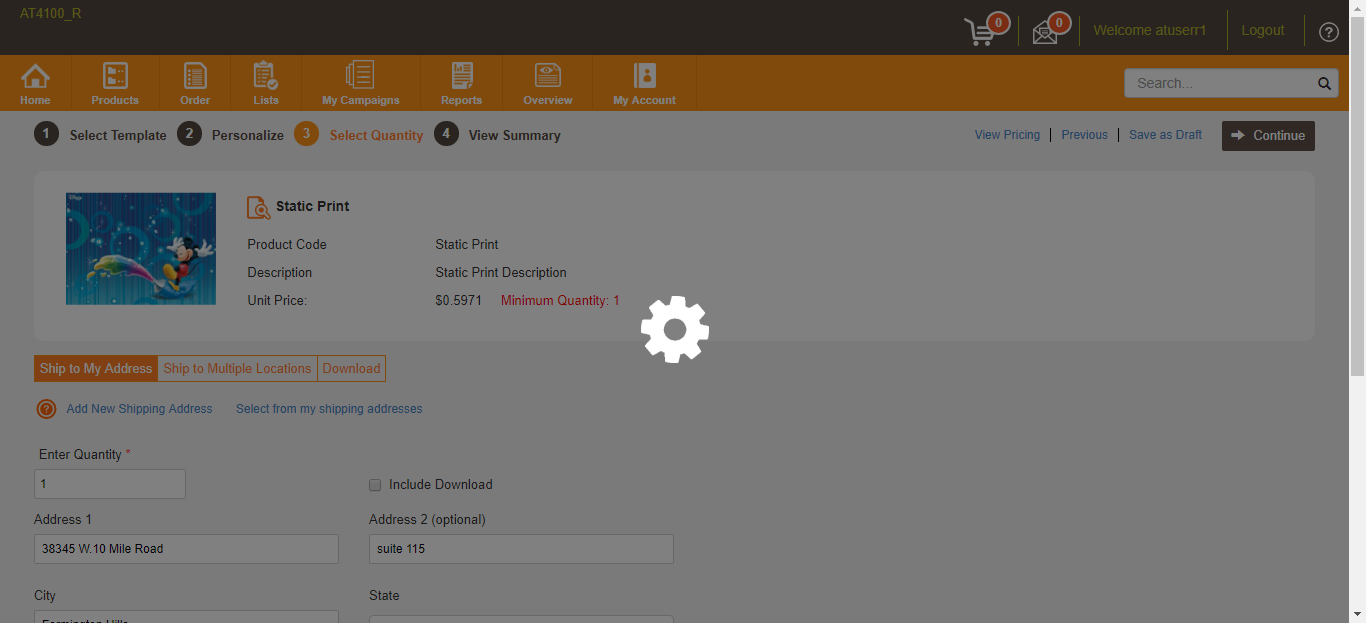 AT4100_R
0
0
Welcome atuserr1
Logout
?
Home
Products
Order
Lists
My Campaigns
Reports
Overview
My Account
Search...
1 Select Template
2 Personalize
3 Select Quantity
4 View Summary
View Pricing
Previous
Save as Draft
Continue
Disney
Static Print
Product Code Static Print
Description Static Print Description
Unit Price: $0.5971 Minimum Quantity: 1
Ship to My Address
Ship to Multiple Locations
Download
? Add New Shipping Address
Select from my shipping addresses
Enter Quantity *
1
Include Download
Address 1
Address 2 (optional)
38345 W.10 Mile Road
suite 115
City
State
Farmington Hills